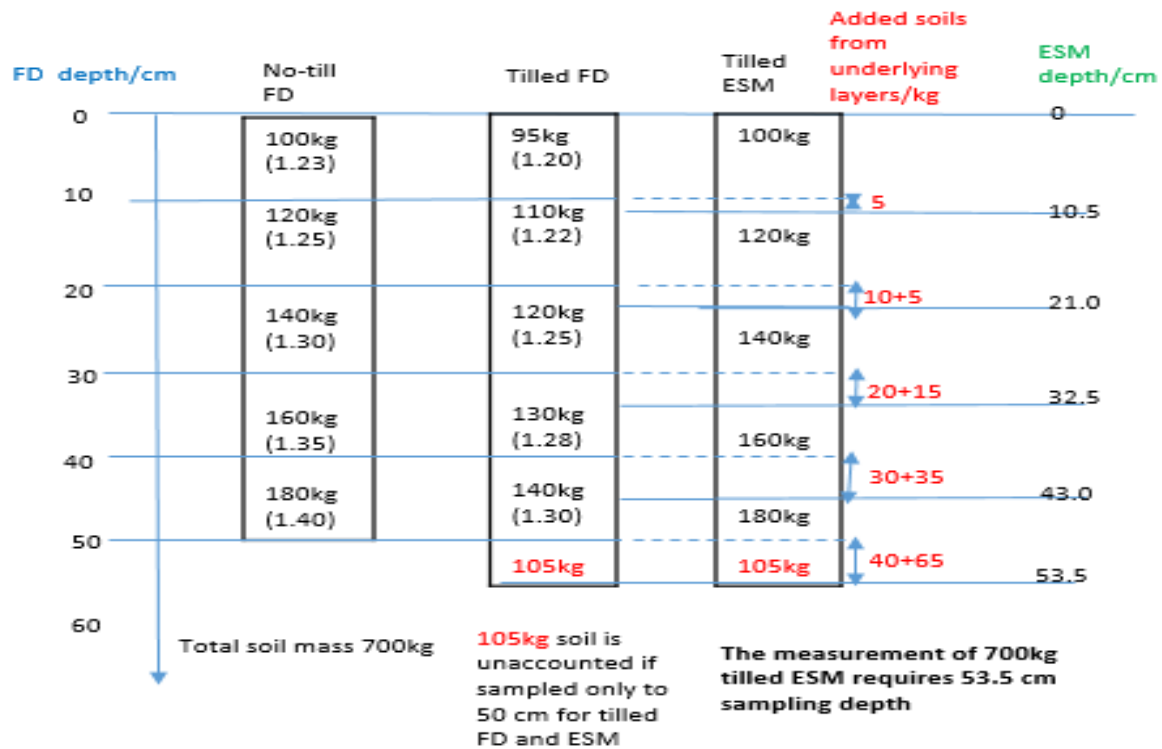 FD depth/cm
No-till
FD
Tilled FD
Tilled
ESM
Added soils
from
underlying
layers/kg
ESM
depth/cm
0
100kg
(1.23)
95kg
(1.20)
100kg
0
10
5
10.5
120kg
(1.25)
110kg
(1.22)
120kg
20
10+5
21.0
140kg
(1.30)
120kg
(1.25)
140kg
30
20+15
32.5
160kg
(1.35)
130kg
(1.28)
160kg
40
30+35
43.0
180kg
(1.40)
140kg
(1.30)
180kg
50
105kg
105kg
40+65
53.5
60
Total soil mass 700kg
105kg soil is
unaccounted if
sampled only to
50 cm for tilled
FD and ESM
The measurement of 700kg
tilled ESM requires 53.5 cm
sampling depth